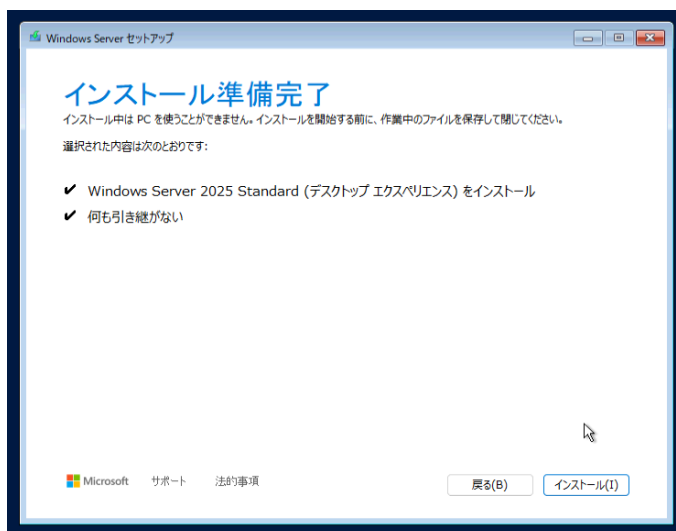 Windows Server セットアップ
インストール準備完了
インストール中は PC を使うことができません。インストールを開始する前に、作業中のファイルを保存して閉じてください。
選択された内容は次のとおりです:
✔ Windows Server 2025 Standard (デスクトップ エクスペリエンス) をインストール
✔ 何も引き継がない
Microsoft サポート 法的事項 戻る(B) インストール(I)